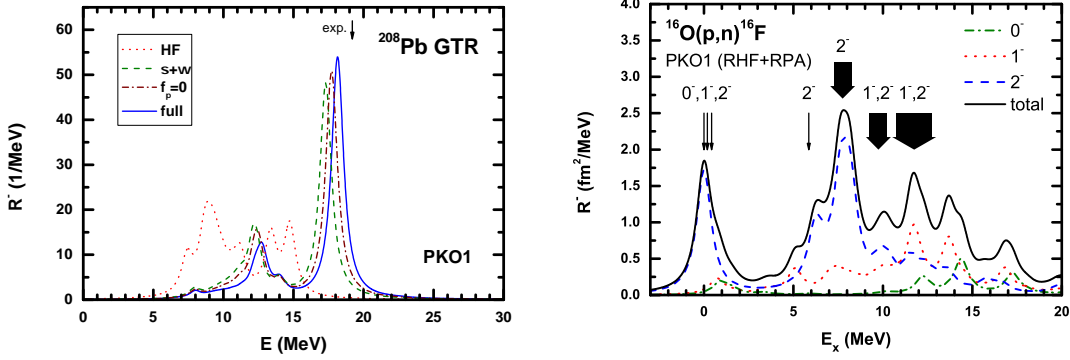 exp.
²⁰⁸Pb GTR
HF
s+w
f_p=0
full
PKO1
60
50
40
30
20
10
0
R⁻ (1/MeV)
0 5 10 15 20 25 30
E (MeV)
¹⁶O(p,n)¹⁶F
PKO1 (RHF+RPA)
0⁻
1⁻
2⁻
total
2⁻
0⁻,1⁻,2⁻
2⁻
1⁻,2⁻
1⁻,2⁻
4.0
3.5
3.0
2.5
2.0
1.5
1.0
0.5
0.0
R⁻ (fm²/MeV)
0 5 10 15 20
E_x (MeV)